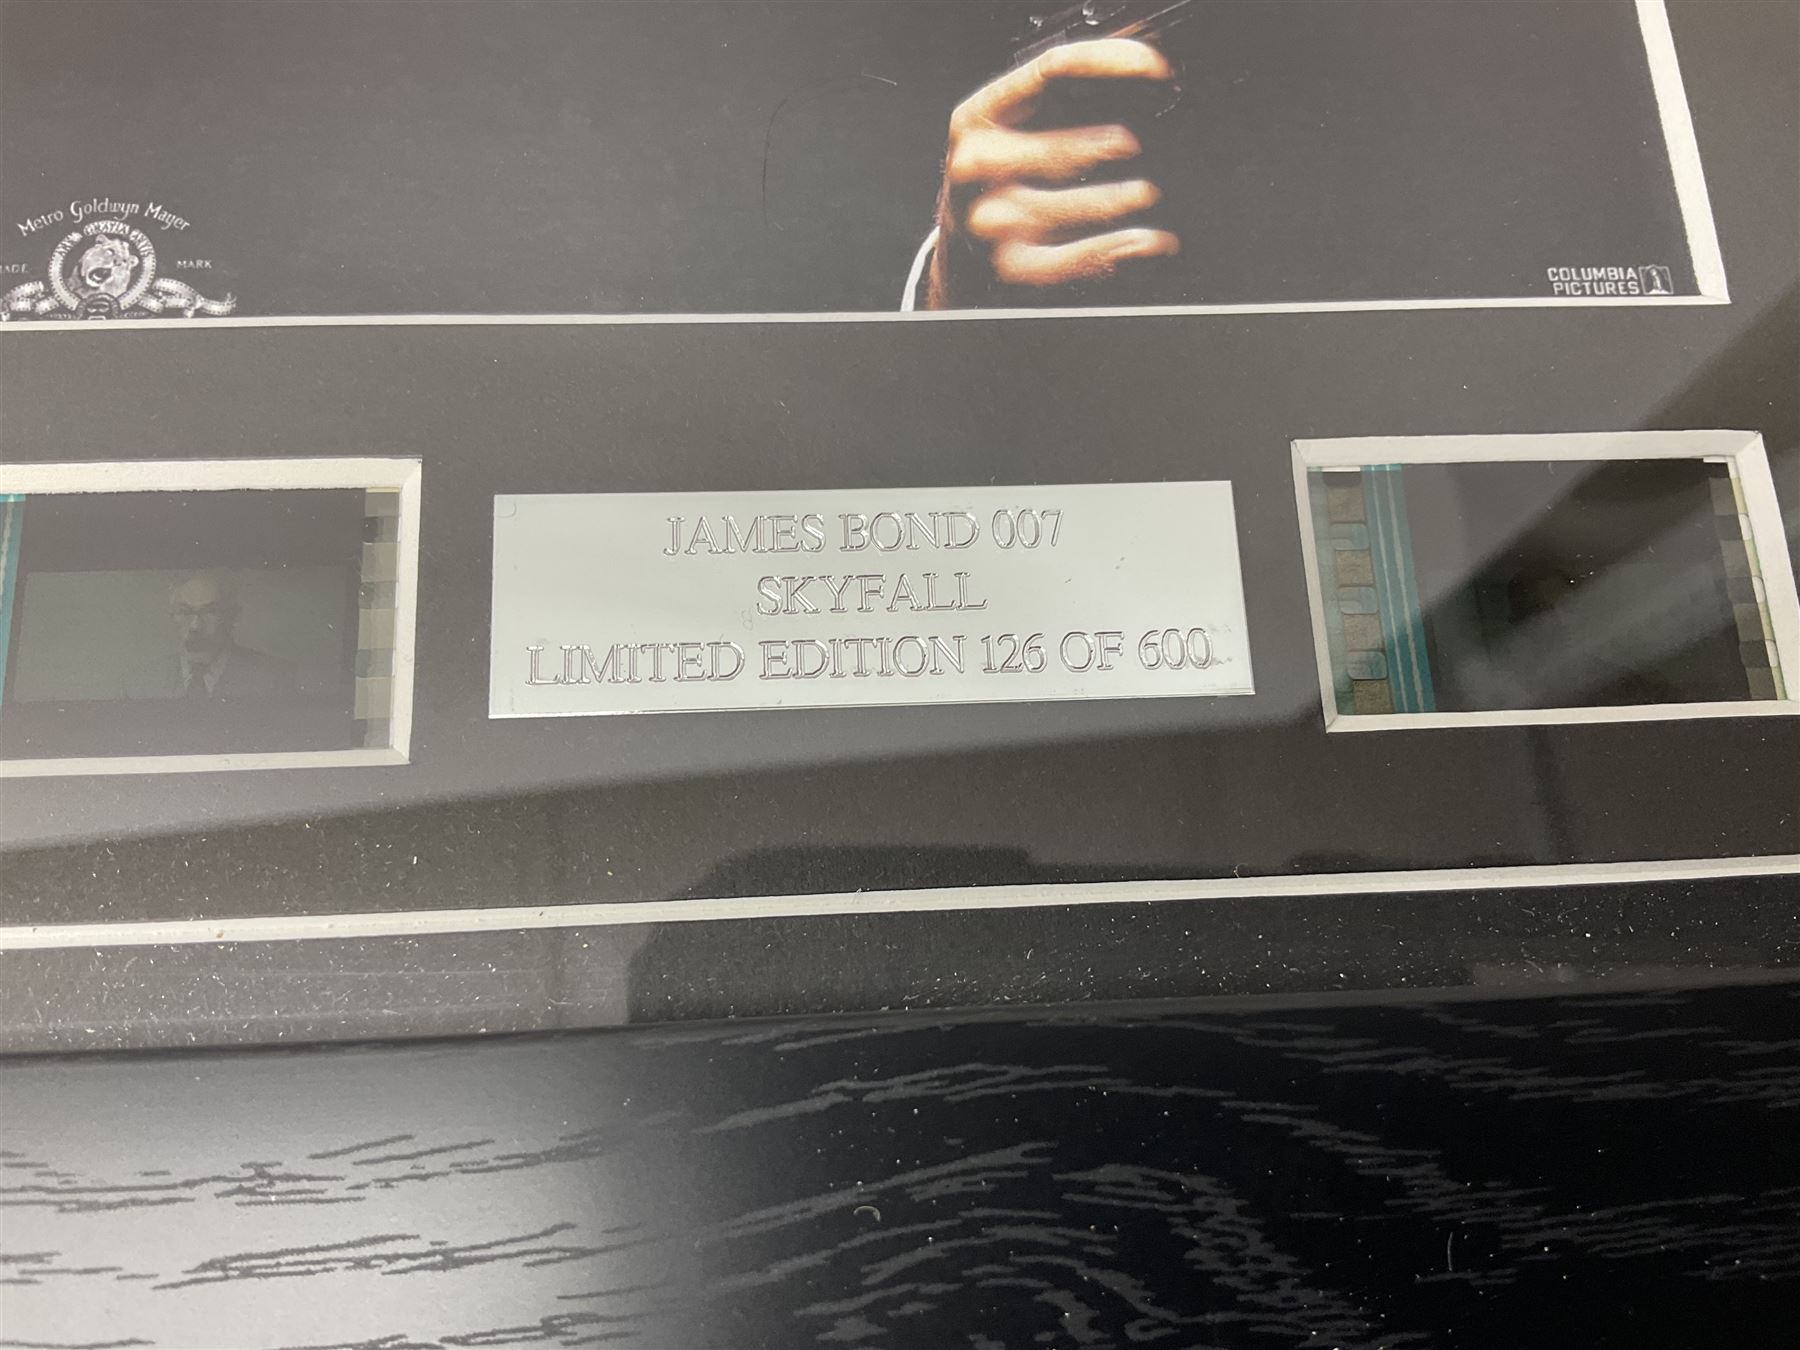 Metro Goldwyn Mayer
MARK
COLUMBIA
PICTURES
JAMES BOND 007
SKYFALL
LIMITED EDITION 126 OF 600